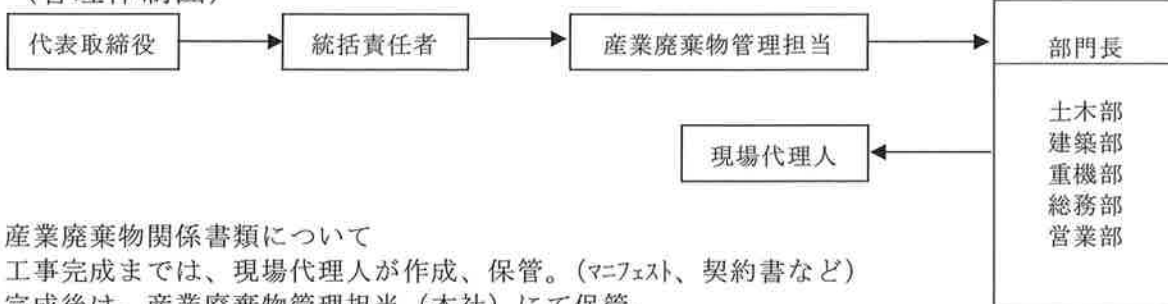 （管理体制図）
代表取締役
統括責任者
産業廃棄物管理担当
部門長
土木部
建築部
重機部
総務部
営業部
現場代理人
産業廃棄物関係書類について
工事完成までは、現場代理人が作成、保管。（ﾏﾆﾌｪｽﾄ、契約書など）
完成後は、産業廃棄物管理担当（本社）にて保管